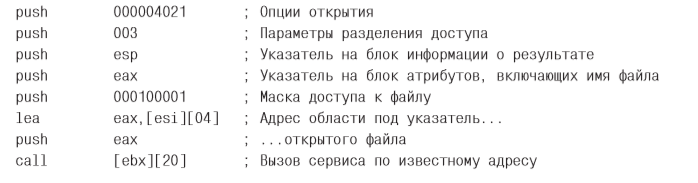 push 000004021 ; Опции открытия
push 003 ; Параметры разделения доступа
push esp ; Указатель на блок информации о результате
push eax ; Указатель на блок атрибутов, включающих имя файла
push 000100001 ; Маска доступа к файлу
lea eax,[esi][04] ; Адрес области под указатель...
push eax ; ...открытого файла
call [ebx][20] ; Вызов сервиса по известному адресу